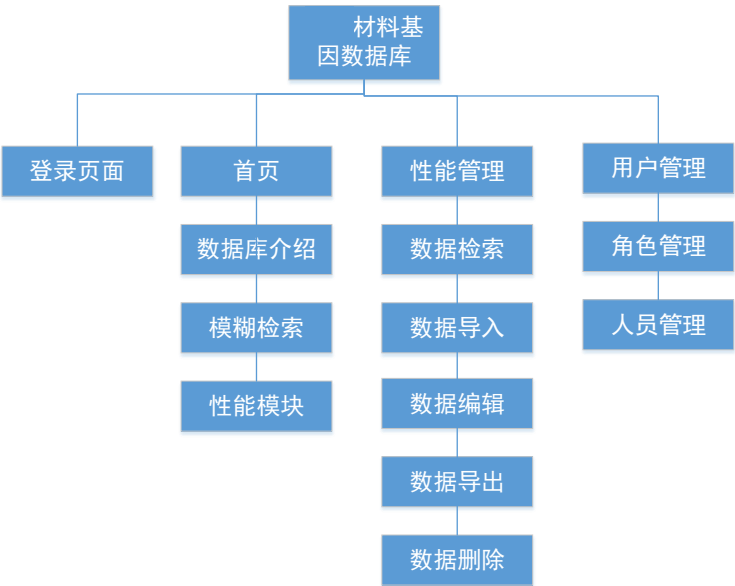 材料基
因数据库
登录页面
首页
性能管理
用户管理
数据库介绍
数据检索
角色管理
模糊检索
数据导入
人员管理
性能模块
数据编辑
数据导出
数据删除